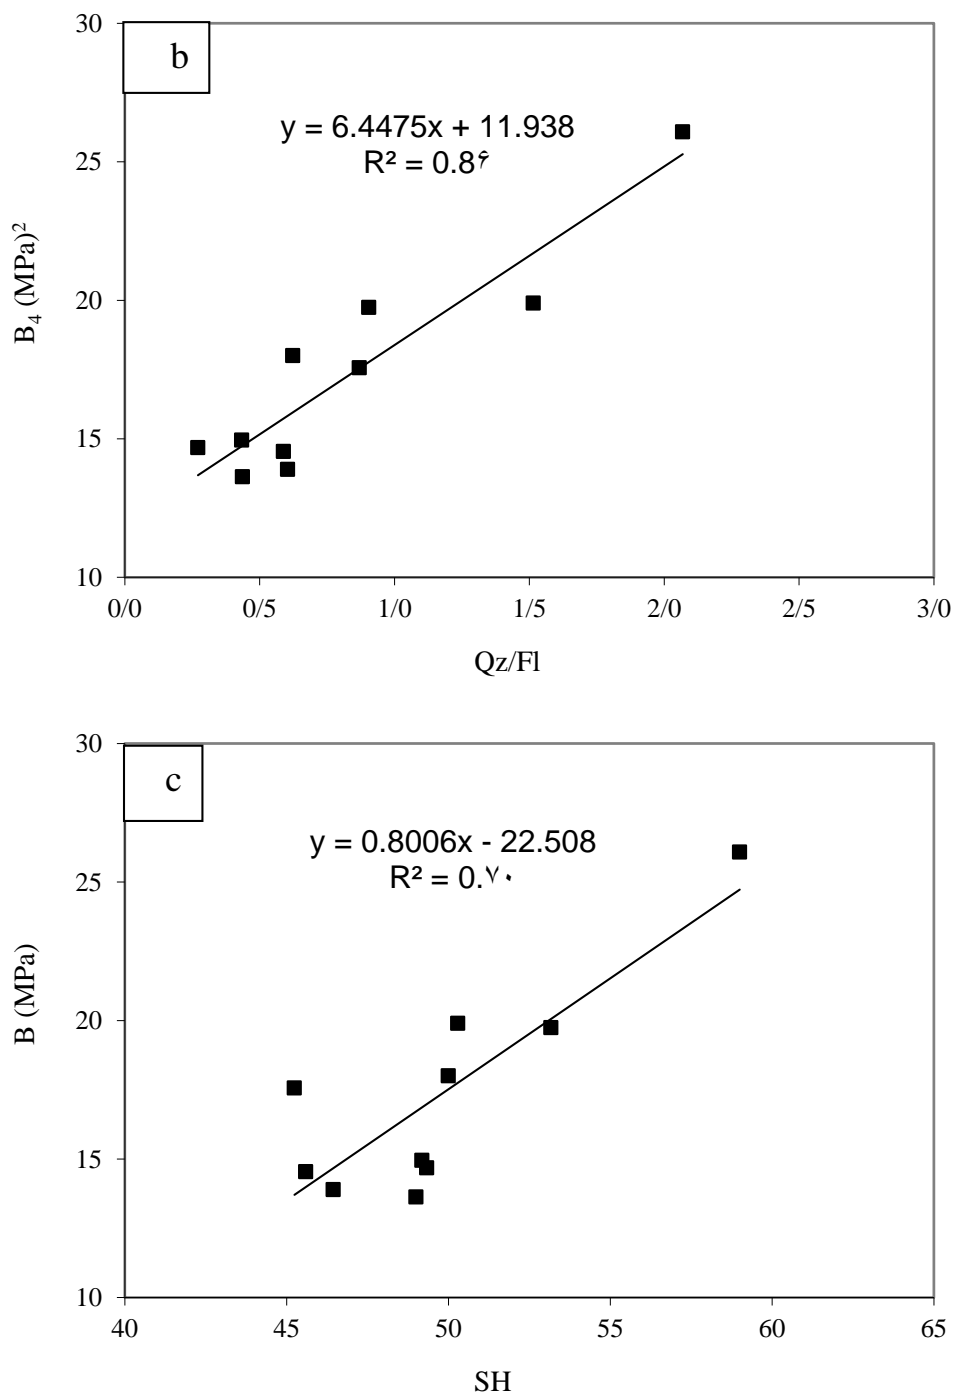 30
b
y = 6.4475x + 11.938
R² = 0.8۶
25
B₄ (MPa)²
20
15
10
0/0 0/5 1/0 1/5 2/0 2/5 3/0
Qz/Fl
30
c
y = 0.8006x - 22.508
R² = 0.۷۰
25
B (MPa)
20
15
10
40 45 50 55 60 65
SH